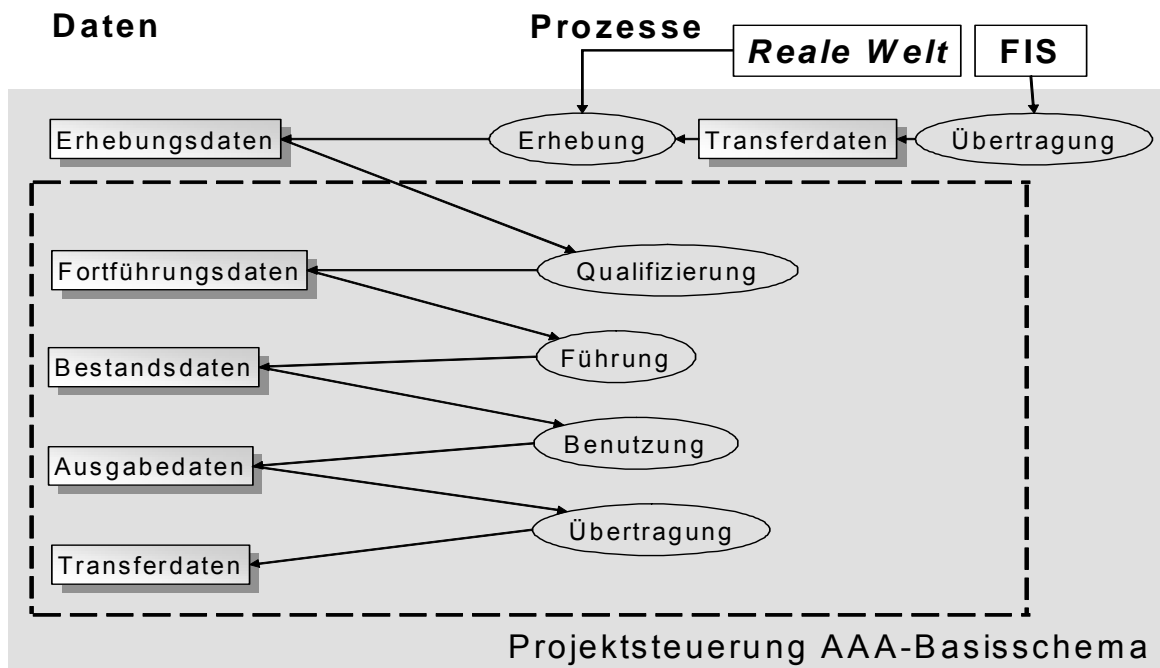 Daten
Prozesse
Reale Welt
FIS
Erhebungsdaten
Erhebung
Transferdaten
Übertragung
Fortführungsdaten
Qualifizierung
Führung
Bestandsdaten
Benutzung
Ausgabedaten
Übertragung
Transferdaten
Projektsteuerung AAA-Basisschema